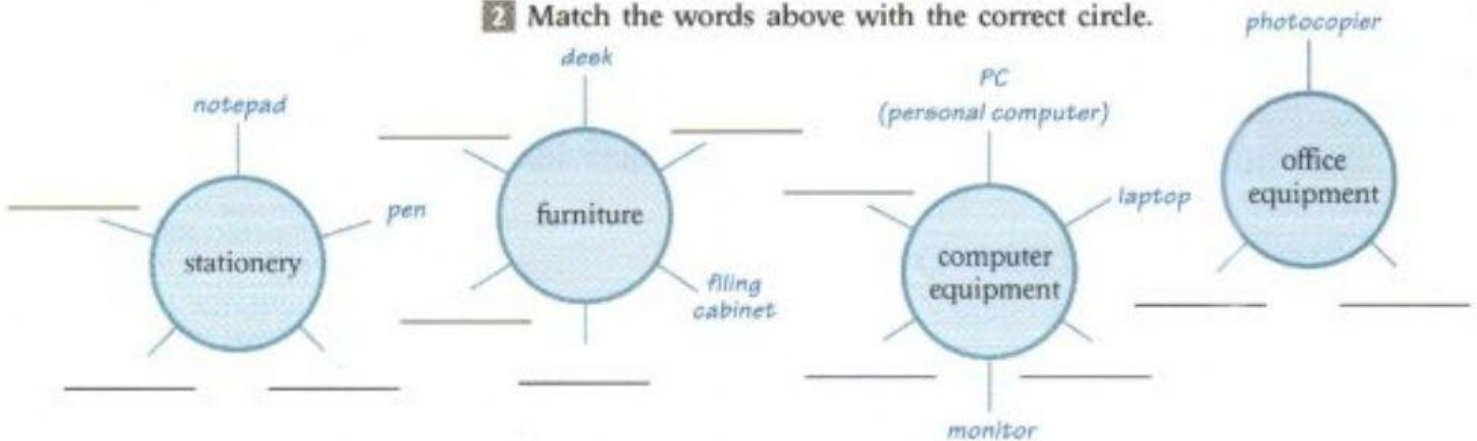 2 Match the words above with the correct circle.
notepad
pen
stationery
desk
furniture
filing
cabinet
PC
(personal computer)
laptop
computer
equipment
monitor
photocopier
office
equipment